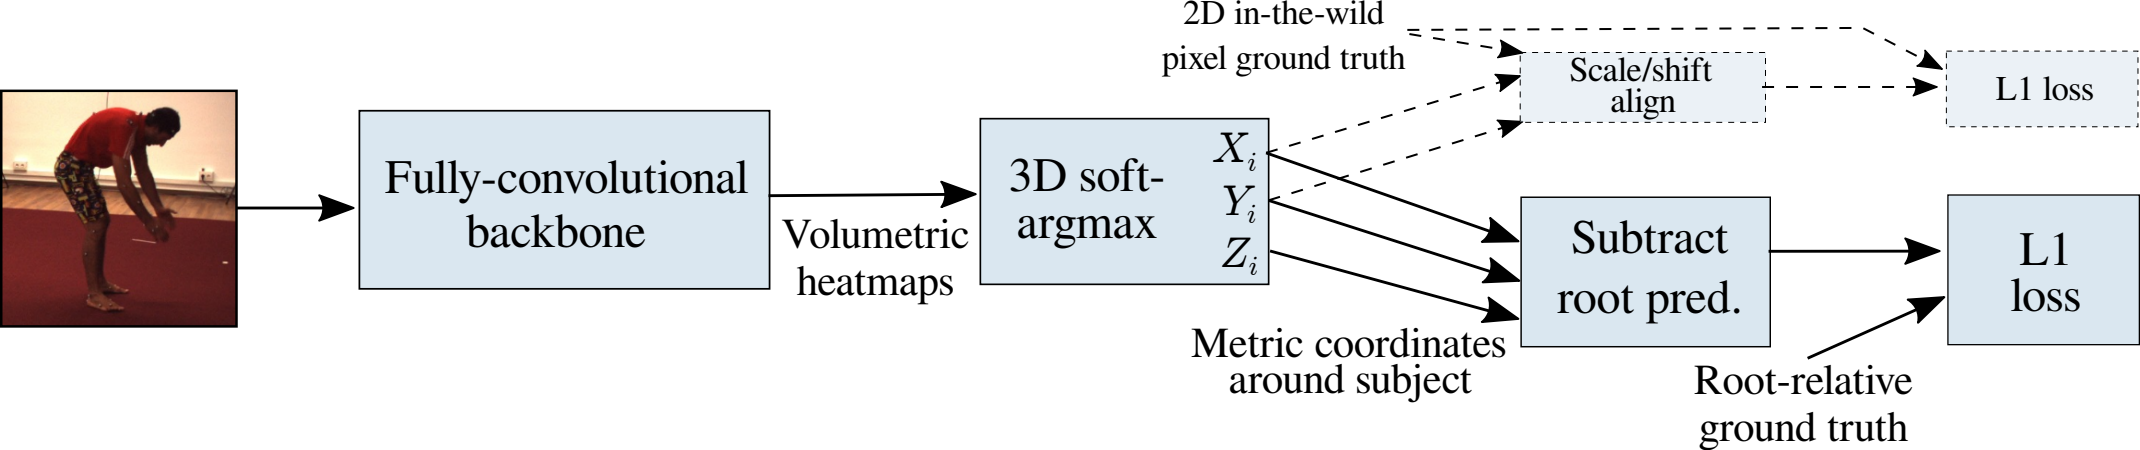 Fully-convolutional
backbone
Volumetric
heatmaps
3D soft-
argmax
X_i
Y_i
Z_i
2D in-the-wild
pixel ground truth
Scale/shift
align
L1 loss
Metric coordinates
around subject
Subtract
root pred.
Root-relative
ground truth
L1
loss